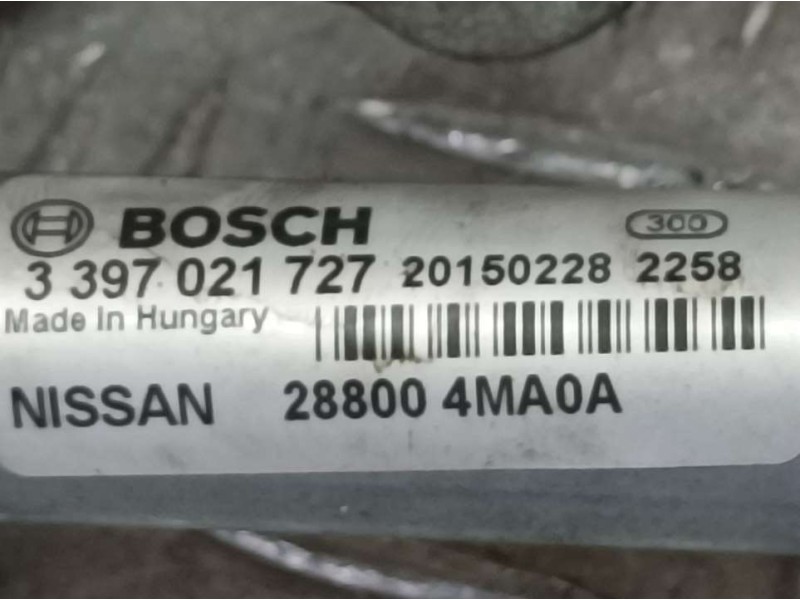 BOSCH 300
3 397 021 727 20150228 2258
Made In Hungary
NISSAN 28800 4MA0A